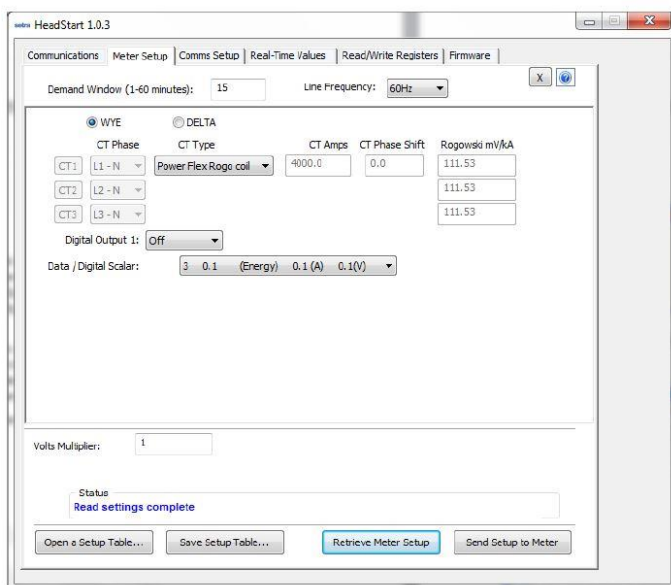 setra HeadStart 1.0.3
Communications Meter Setup Comms Setup Real-Time Values Read/Write Registers Firmware
Demand Window (1-60 minutes): 15 Line Frequency: 60Hz X
WYE DELTA
CT Phase CT Type CT Amps CT Phase Shift Rogowski mV/kA
CT1 L1 - N Power Flex Rogo coil 4000.0 0.0 111.53
CT2 L2 - N 111.53
CT3 L3 - N 111.53
Digital Output 1: Off
Data / Digital Scalar: 3 0.1 (Energy) 0.1 (A) 0.1(V)
Volts Multiplier: 1
Status
Read settings complete
Open a Setup Table... Save Setup Table... Retrieve Meter Setup Send Setup to Meter